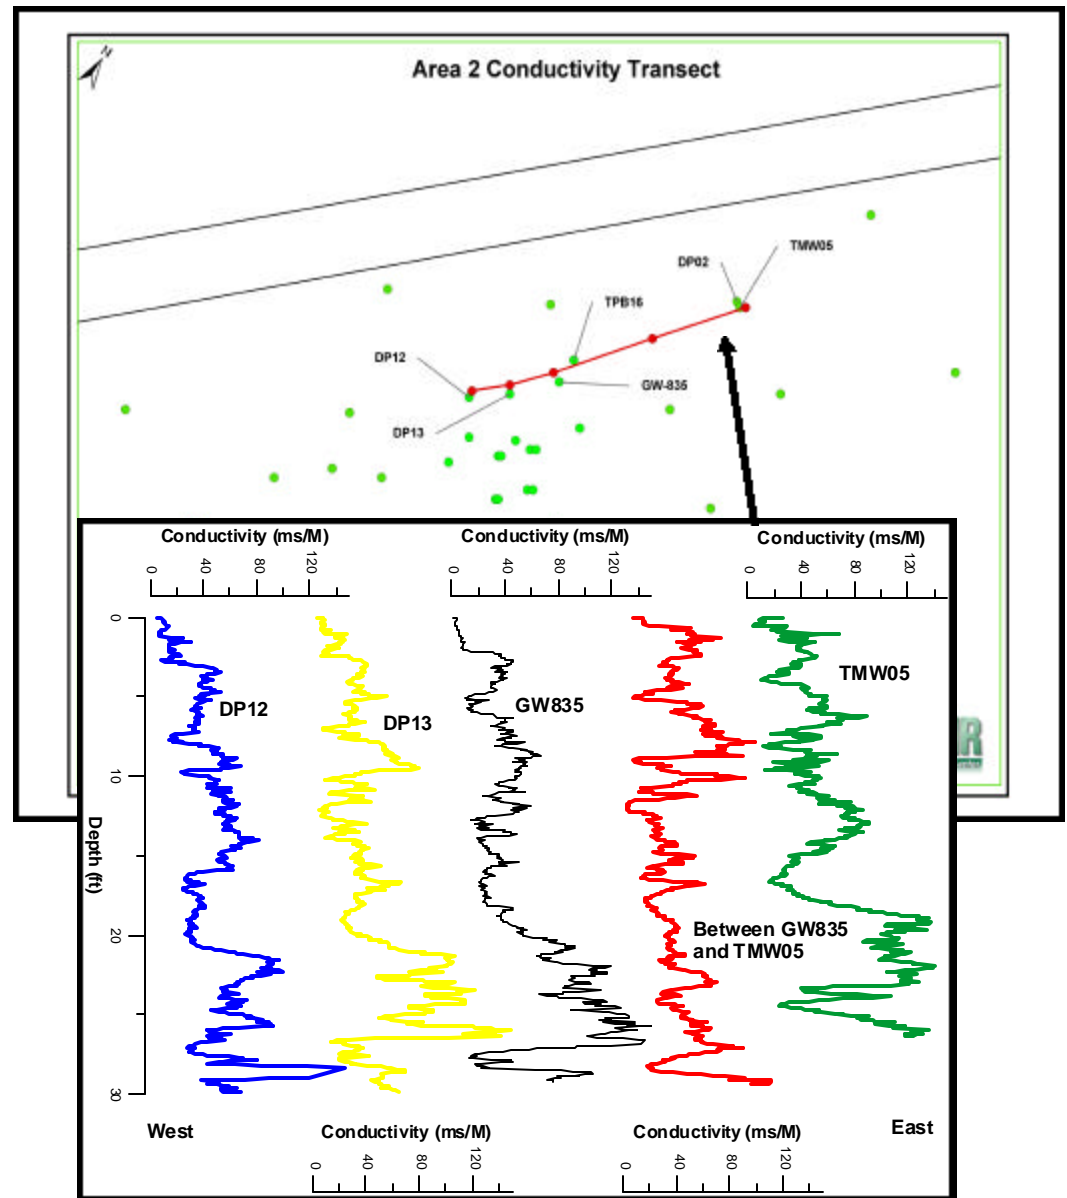 N
Area 2 Conductivity Transect
TMW05
DP02
TPB16
DP12
GW-835
DP13
Conductivity (ms/M)
Conductivity (ms/M)
Conductivity (ms/M)
0 40 80 120
0 40 80 120
0 40 80 120
0
10
20
30
Depth (ft)
DP12
DP13
GW835
Between GW835
and TMW05
TMW05
R
West
East
Conductivity (ms/M)
Conductivity (ms/M)
0 40 80 120
0 40 80 120